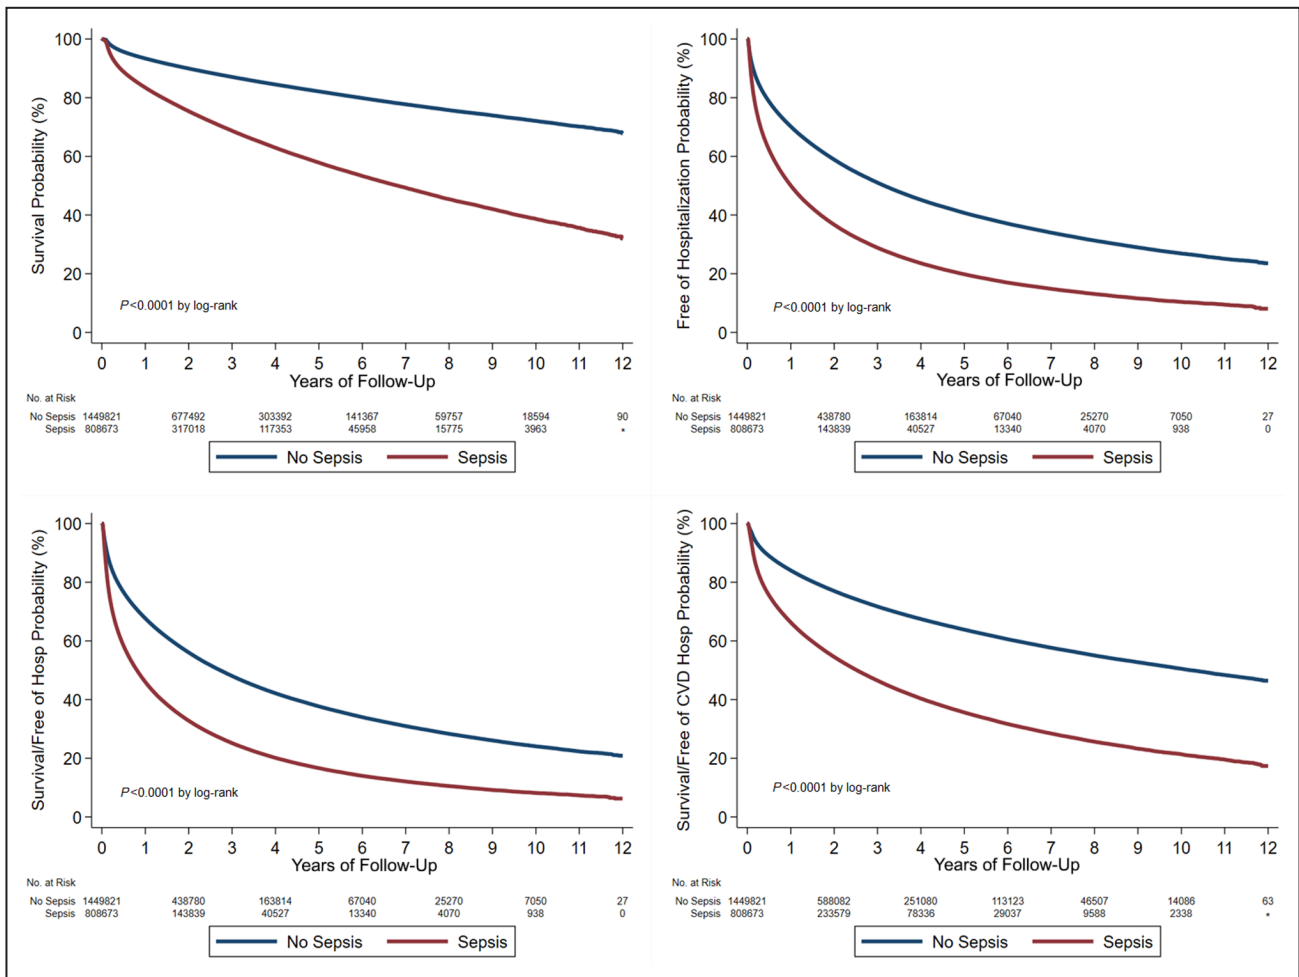 Survival Probability (%)
100
80
60
40
20
0
P<0.0001 by log-rank
0 1 2 3 4 5 6 7 8 9 10 11 12
Years of Follow-Up
No. at Risk
No Sepsis 1449821 677492 303392 141367 59757 18594 90
Sepsis 808673 317018 117353 45958 15775 3963 *
No Sepsis Sepsis
Free of Hospitalization Probability (%)
100
80
60
40
20
0
P<0.0001 by log-rank
0 1 2 3 4 5 6 7 8 9 10 11 12
Years of Follow-Up
No. at Risk
No Sepsis 1449821 438780 163814 67040 25270 7050 27
Sepsis 808673 143839 40527 13340 4070 938 0
No Sepsis Sepsis
Survival/Free of Hosp Probability (%)
100
80
60
40
20
0
P<0.0001 by log-rank
0 1 2 3 4 5 6 7 8 9 10 11 12
Years of Follow-Up
No. at Risk
No Sepsis 1449821 438780 163814 67040 25270 7050 27
Sepsis 808673 143839 40527 13340 4070 938 0
No Sepsis Sepsis
Survival/Free of CVD Hosp Probability (%)
100
80
60
40
20
0
P<0.0001 by log-rank
0 1 2 3 4 5 6 7 8 9 10 11 12
Years of Follow-Up
No. at Risk
No Sepsis 1449821 588082 251080 113123 46507 14086 63
Sepsis 808673 233579 78336 29037 9588 2338 *
No Sepsis Sepsis